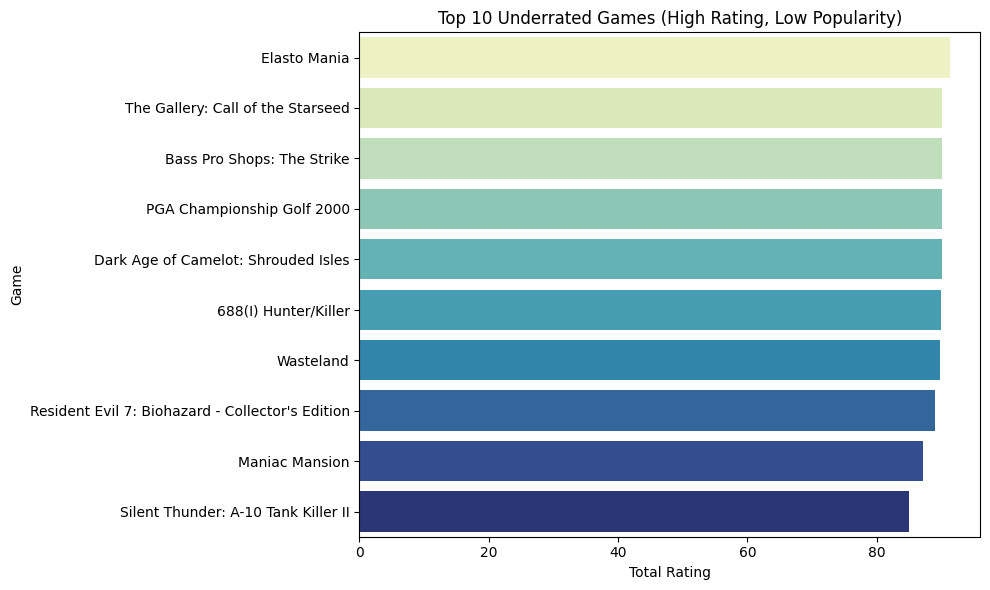 Top 10 Underrated Games (High Rating, Low Popularity)
Game
Elasto Mania
The Gallery: Call of the Starseed
Bass Pro Shops: The Strike
PGA Championship Golf 2000
Dark Age of Camelot: Shrouded Isles
688(I) Hunter/Killer
Wasteland
Resident Evil 7: Biohazard - Collector's Edition
Maniac Mansion
Silent Thunder: A-10 Tank Killer II
0 20 40 60 80
Total Rating